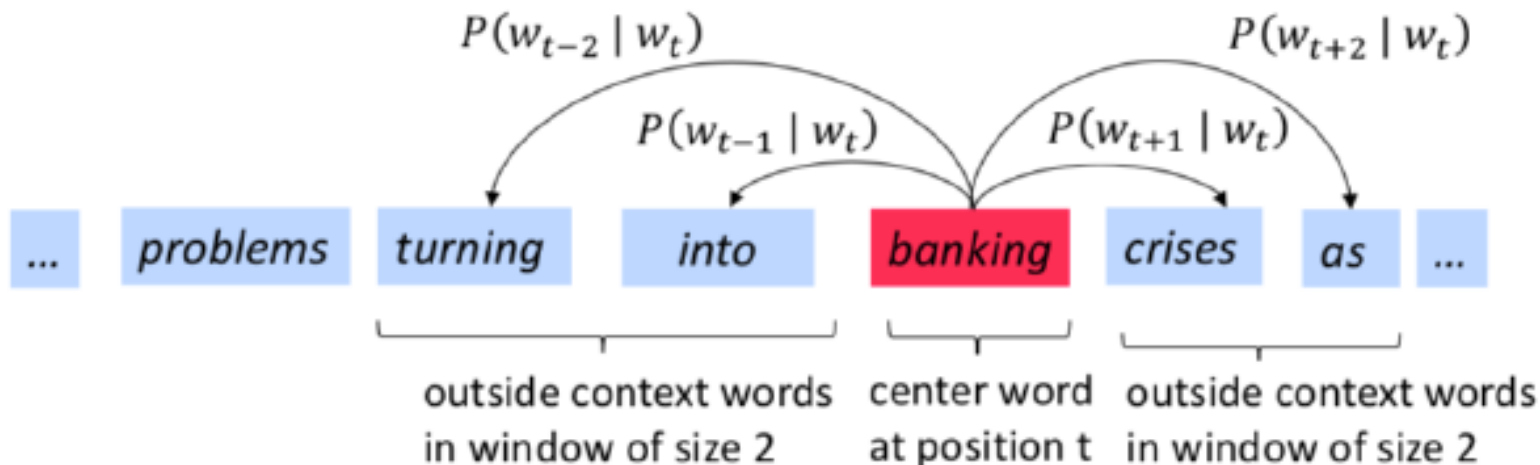 P(w_{t−2} | w_t) P(w_{t+2} | w_t)
P(w_{t−1} | w_t) P(w_{t+1} | w_t)
... problems turning into banking crises as ...
outside context words center word outside context words
in window of size 2 at position t in window of size 2